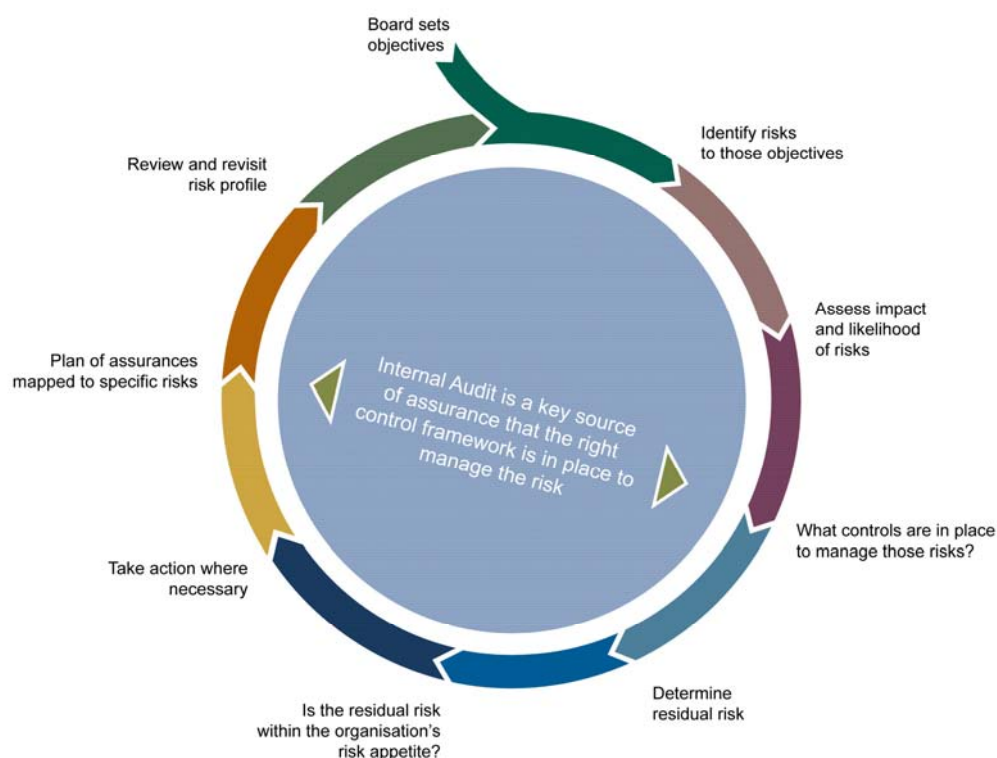 Board sets
objectives
Identify risks
to those objectives
Assess impact
and likelihood
of risks
What controls are in place
to manage those risks?
Determine
residual risk
Is the residual risk
within the organisation's
risk appetite?
Take action where
necessary
Plan of assurances
mapped to specific risks
Review and revisit
risk profile
Internal Audit is a key source
of assurance that the right
control framework is in place to
manage the risk